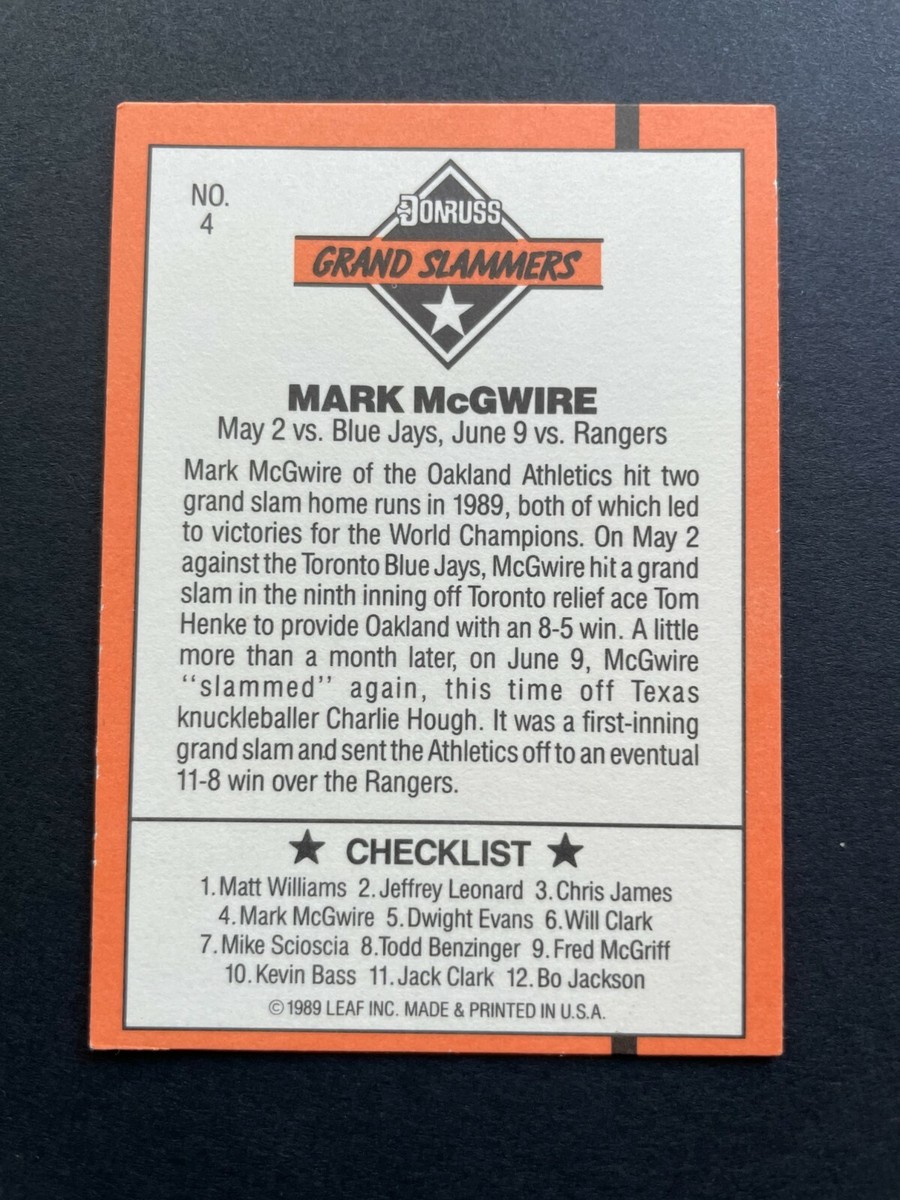 NO.
4
DONRUSS
GRAND SLAMMERS
MARK McGWIRE
May 2 vs. Blue Jays, June 9 vs. Rangers
Mark McGwire of the Oakland Athletics hit two
grand slam home runs in 1989, both of which led
to victories for the World Champions. On May 2
against the Toronto Blue Jays, McGwire hit a grand
slam in the ninth inning off Toronto relief ace Tom
Henke to provide Oakland with an 8-5 win. A little
more than a month later, on June 9, McGwire
‘‘slammed’’ again, this time off Texas
knuckleballer Charlie Hough. It was a first-inning
grand slam and sent the Athletics off to an eventual
11-8 win over the Rangers.
★ CHECKLIST ★
1. Matt Williams 2. Jeffrey Leonard 3. Chris James
4. Mark McGwire 5. Dwight Evans 6. Will Clark
7. Mike Scioscia 8. Todd Benzinger 9. Fred McGriff
10. Kevin Bass 11. Jack Clark 12. Bo Jackson
© 1989 LEAF INC. MADE & PRINTED IN U.S.A.